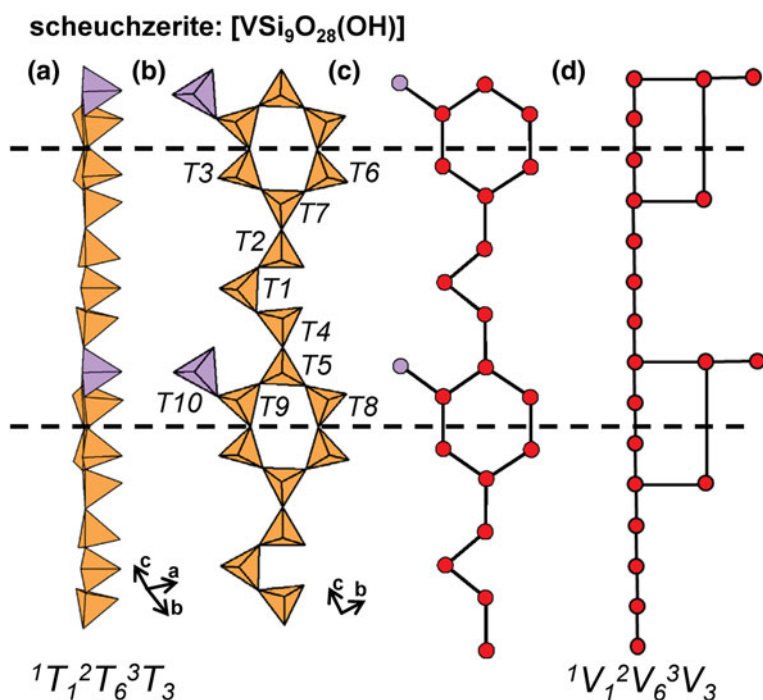 scheuchzerite: [VSi₉O₂₈(OH)]
(a) (b) (c) (d)
T3 T6
T7
T2
T1
T4
T5
T10 T9 T8
c a b
c b
¹T₁²T₆³T₃ ¹V₁²V₆³V₃